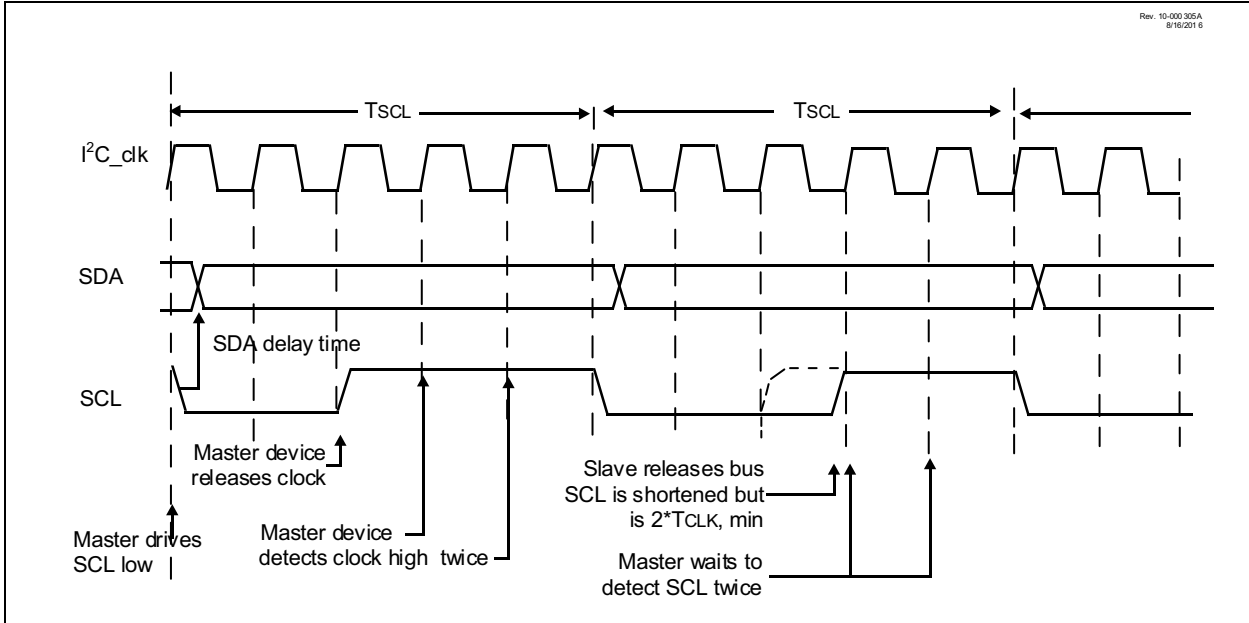 Rev. 10-000 305A
8/16/201 6
TSCL
TSCL
I²C_clk
SDA
SDA delay time
SCL
Master device
releases clock
Slave releases bus
SCL is shortened but
is 2*TCLK, min
Master drives
SCL low
Master device
detects clock high twice
Master waits to
detect SCL twice